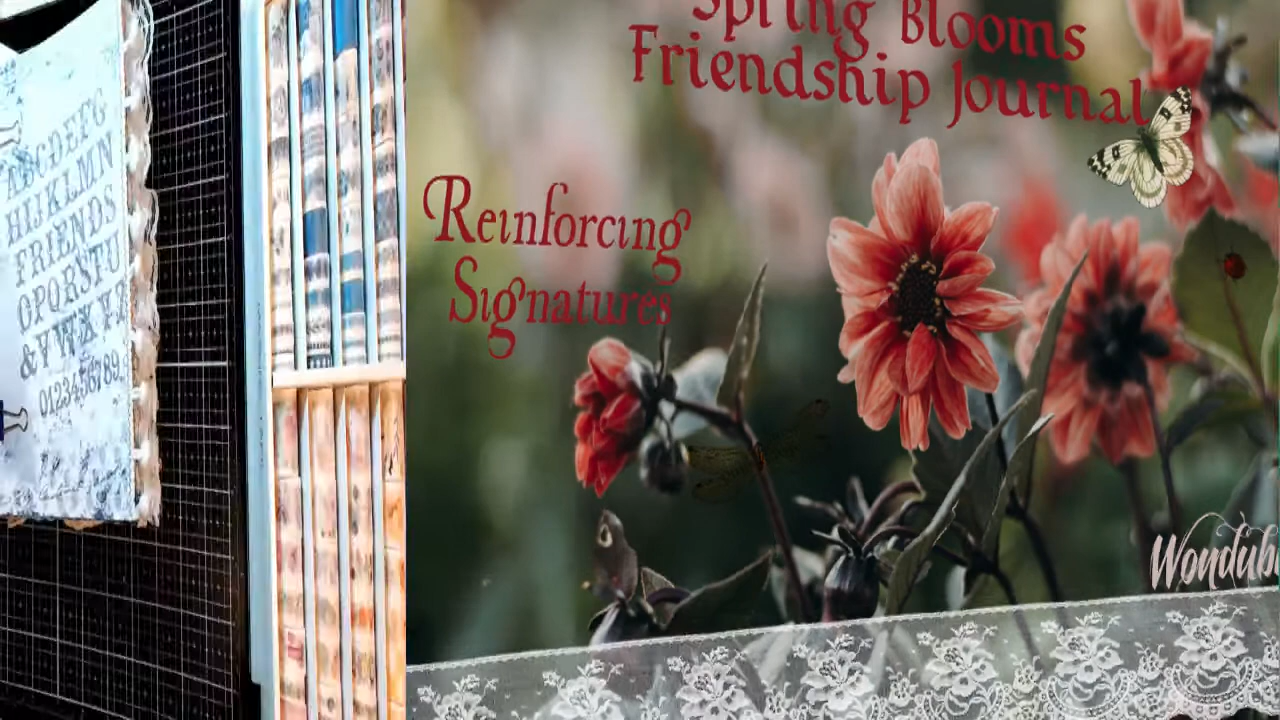 ABCDEFG
HIJKLMN
FRIENDS
OPQRSTU
&VWXYZ
0123456789
Spring Blooms
Friendship Journal
Reinforcing
Signatures